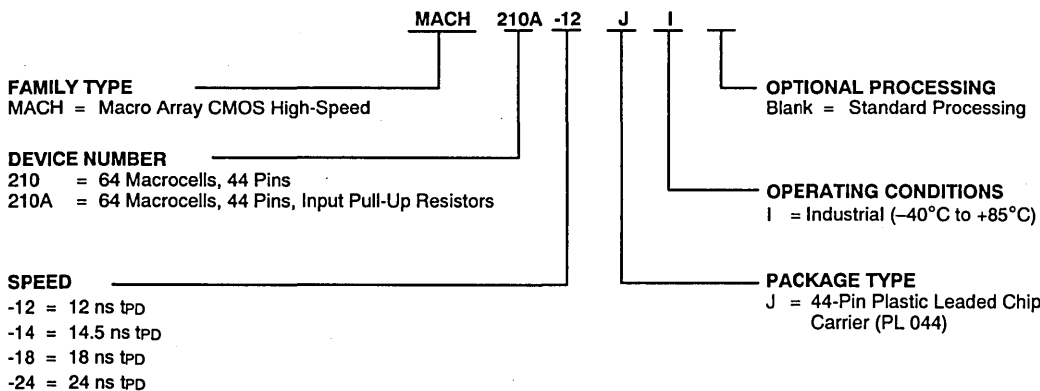 MACH 210A -12 J I
FAMILY TYPE
MACH = Macro Array CMOS High-Speed
DEVICE NUMBER
210 = 64 Macrocells, 44 Pins
210A = 64 Macrocells, 44 Pins, Input Pull-Up Resistors
SPEED
-12 = 12 ns tPD
-14 = 14.5 ns tPD
-18 = 18 ns tPD
-24 = 24 ns tPD
OPTIONAL PROCESSING
Blank = Standard Processing
OPERATING CONDITIONS
I = Industrial (–40°C to +85°C)
PACKAGE TYPE
J = 44-Pin Plastic Leaded Chip
Carrier (PL 044)